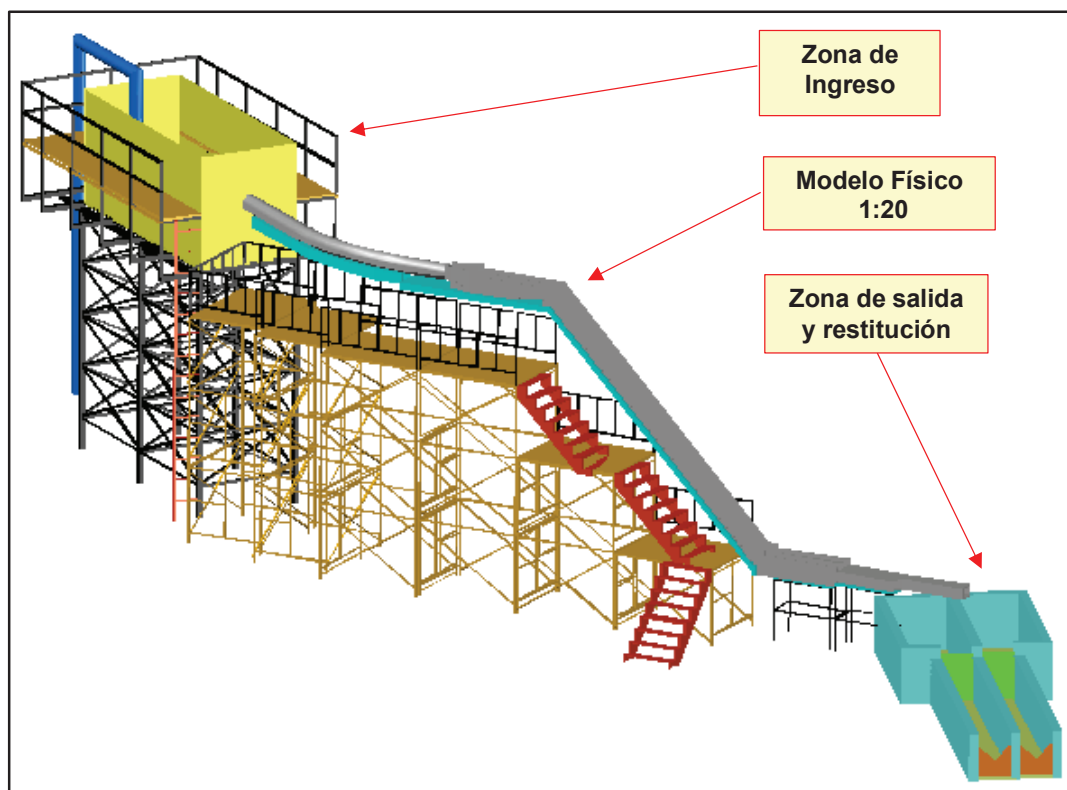 Zona de
Ingreso
Modelo Físico
1:20
Zona de salida
y restitución